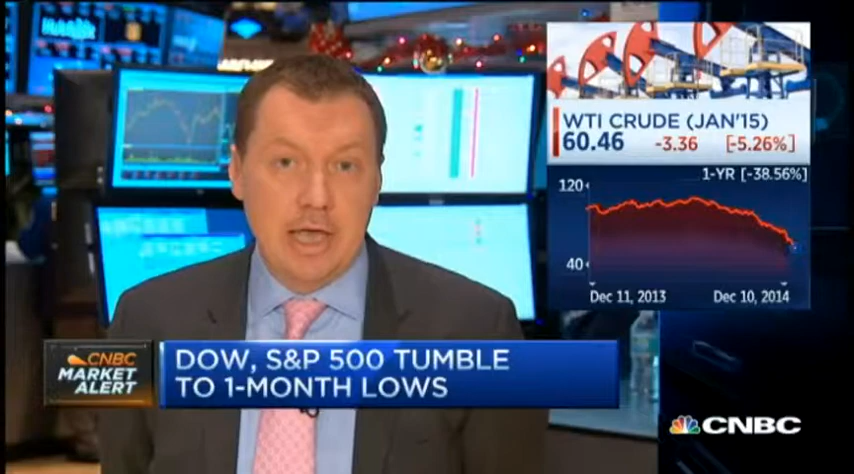 WTI CRUDE (JAN'15)
60.46 -3.36 [-5.26%]
1-YR [-38.56%]
120
40
Dec 11, 2013 Dec 10, 2014
CNBC
MARKET
ALERT
DOW, S&P 500 TUMBLE
TO 1-MONTH LOWS
CNBC